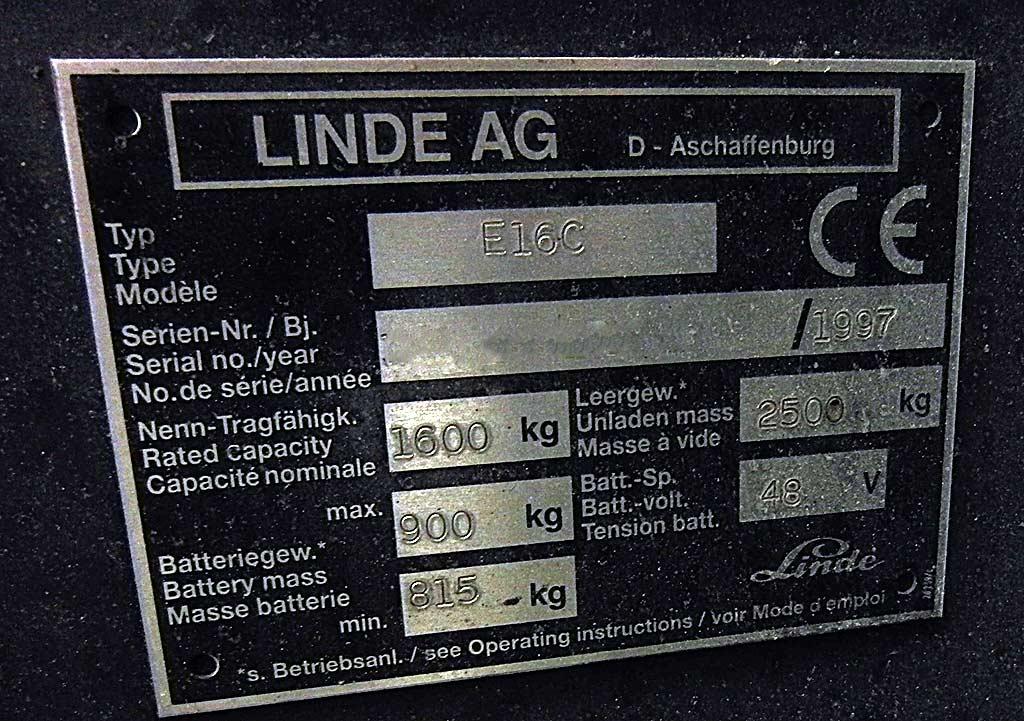 LINDE AG D - Aschaffenburg
CE
Typ
Type
Modèle
E16C
Serien-Nr. / Bj.
Serial no./year
No.de série/année
/1997
Nenn-Tragfähigk.
Rated capacity
Capacité nominale
1600 kg
Leergew.*
Unladen mass
Masse à vide
2500 kg
Batteriegew.*
Battery mass
Masse batterie
max. 900 kg
min. 815 kg
Batt.-Sp.
Batt.-volt.
Tension batt.
48 V
Linde
*s. Betriebsanl. / see Operating instructions / voir Mode d'emploi